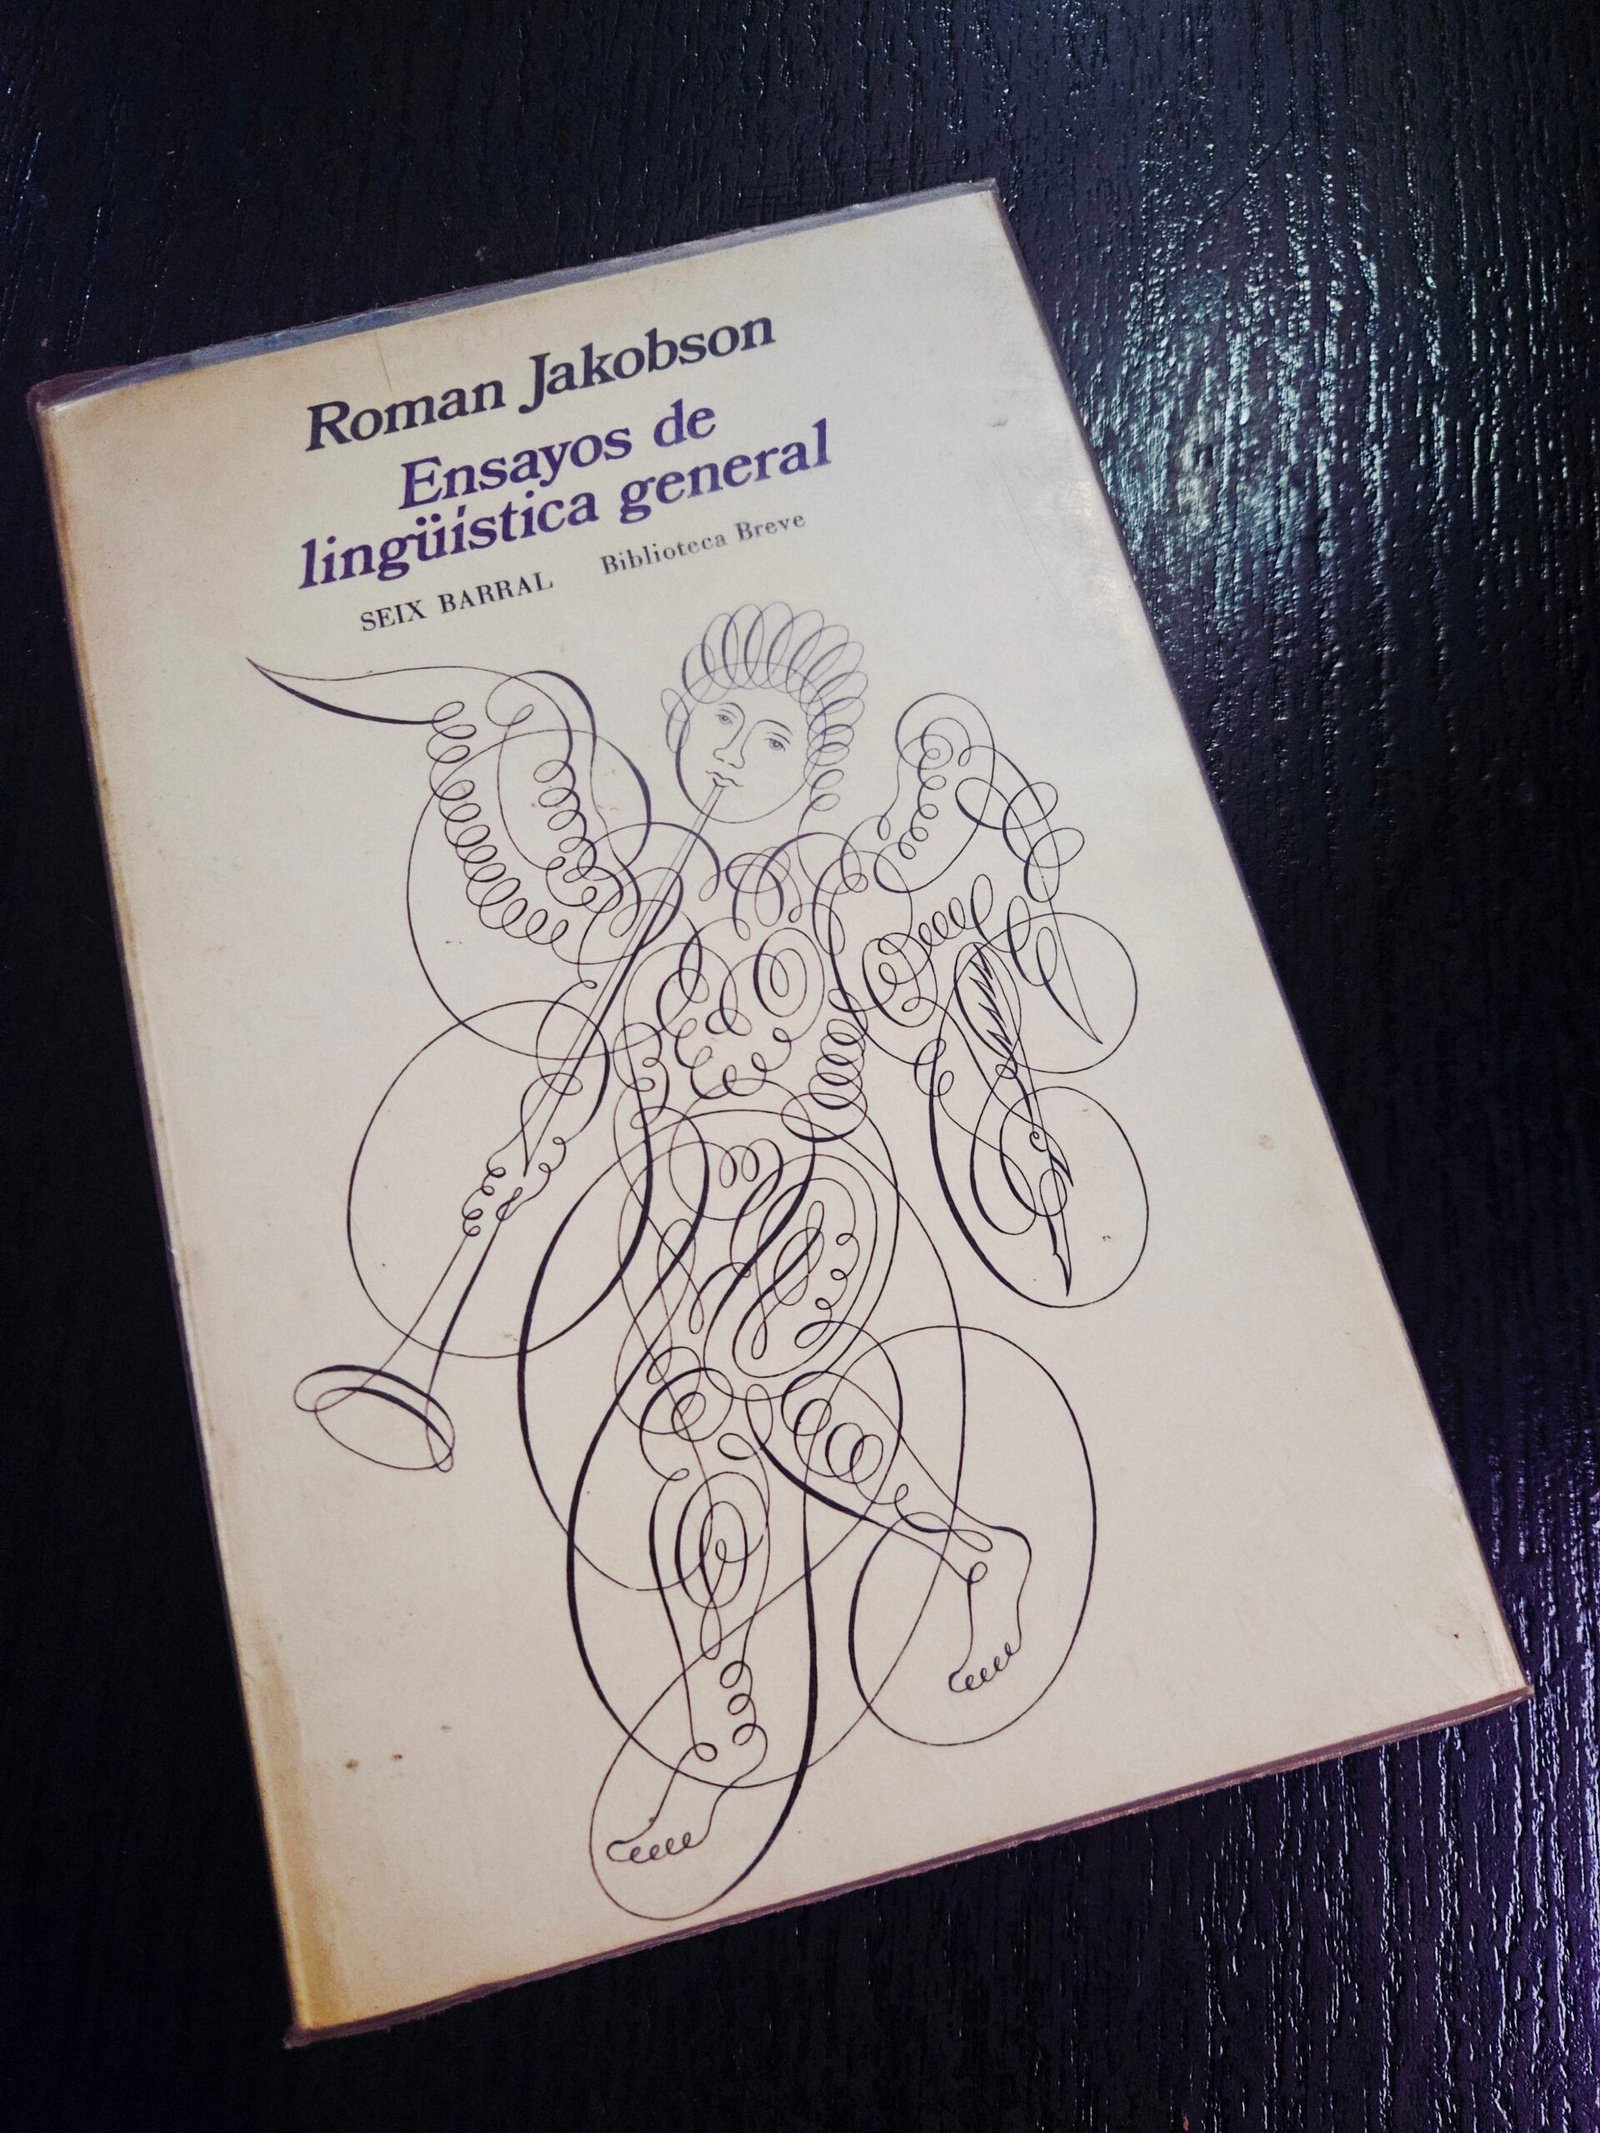 Roman Jakobson
Ensayos de
lingüística general
SEIX BARRAL Biblioteca Breve